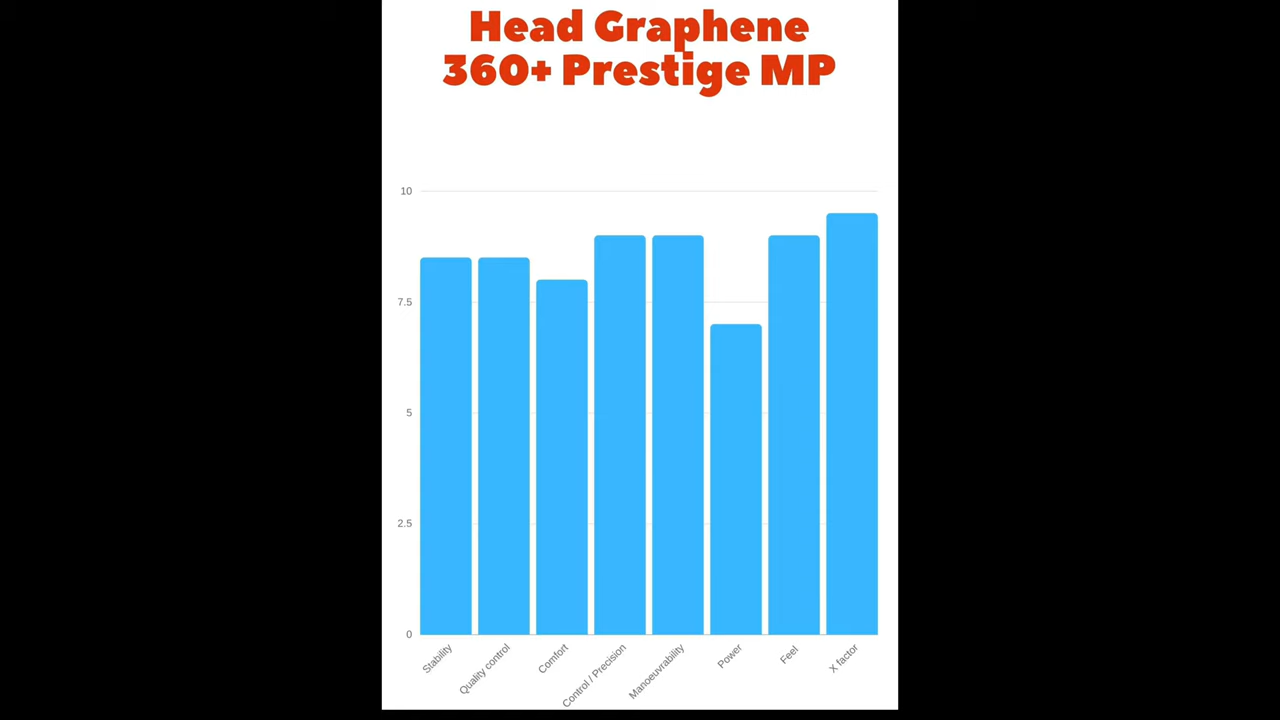 Head Graphene
360+ Prestige MP
10
7.5
5
2.5
0
Stability
Quality control
Comfort
Control / Precision
Manoeuvrability
Power
Feel
X factor